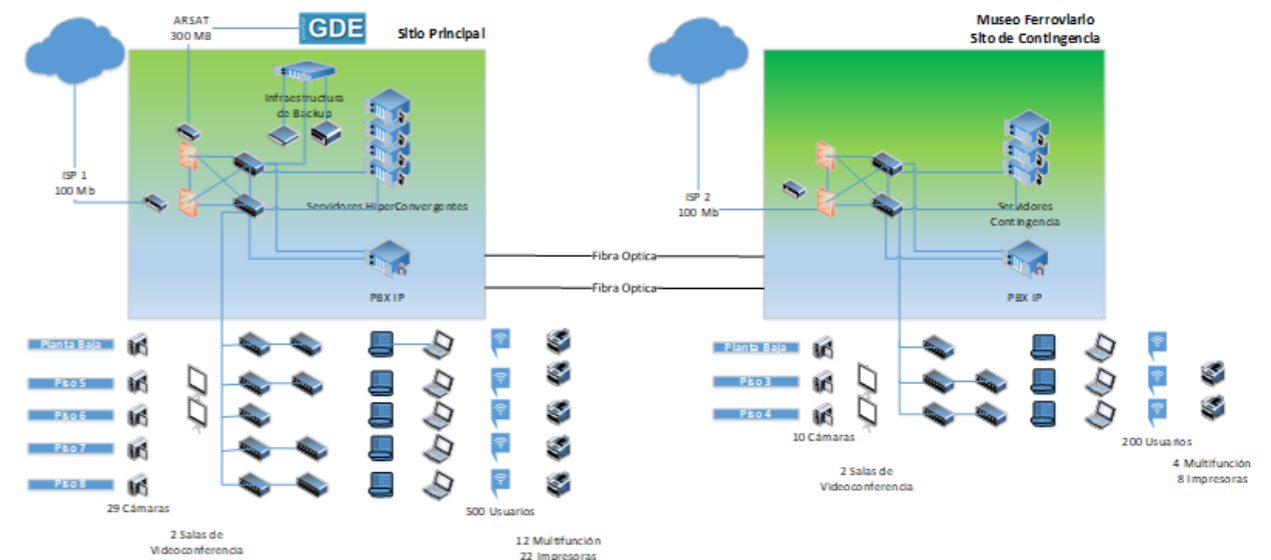 ARSAT
300 MB
GDE
Sitio Principal
Infraestructura
de Backup
ISP 1
100 Mb
Servidores HiperConvergentes
PBX IP
Fibra Optica
Fibra Optica
Museo Ferroviario
Sito de Contingencia
ISP 2
100 Mb
Servidores
Contingencia
PBX IP
Planta Baja
Piso 5
Piso 6
Piso 7
Piso 8
29 Cámaras
2 Salas de
Videoconferencia
500 Usuarios
12 Multifunción
22 Impresoras
Planta Baja
Piso 3
Piso 4
10 Cámaras
2 Salas de
Videoconferencia
200 Usuarios
4 Multifunción
8 Impresoras